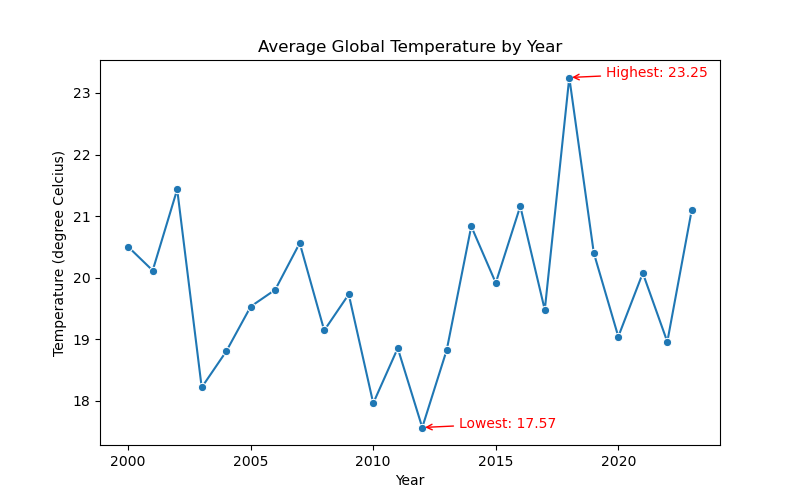 Average Global Temperature by Year
Highest: 23.25
23
22
21
20
19
18
Temperature (degree Celcius)
Lowest: 17.57
2000 2005 2010 2015 2020
Year